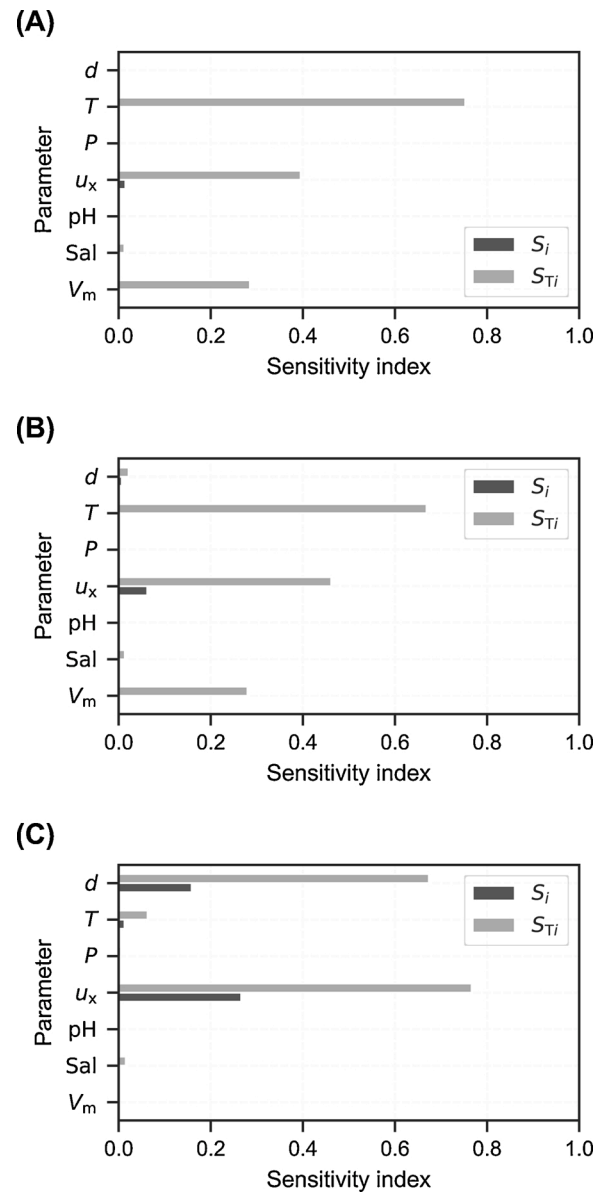 (A)
Parameter
d
T
P
uₓ
pH
Sal
Vₘ
Sᵢ
S_Tᵢ
0.0 0.2 0.4 0.6 0.8 1.0
Sensitivity index
(B)
Parameter
d
T
P
uₓ
pH
Sal
Vₘ
Sᵢ
S_Tᵢ
0.0 0.2 0.4 0.6 0.8 1.0
Sensitivity index
(C)
Parameter
d
T
P
uₓ
pH
Sal
Vₘ
Sᵢ
S_Tᵢ
0.0 0.2 0.4 0.6 0.8 1.0
Sensitivity index